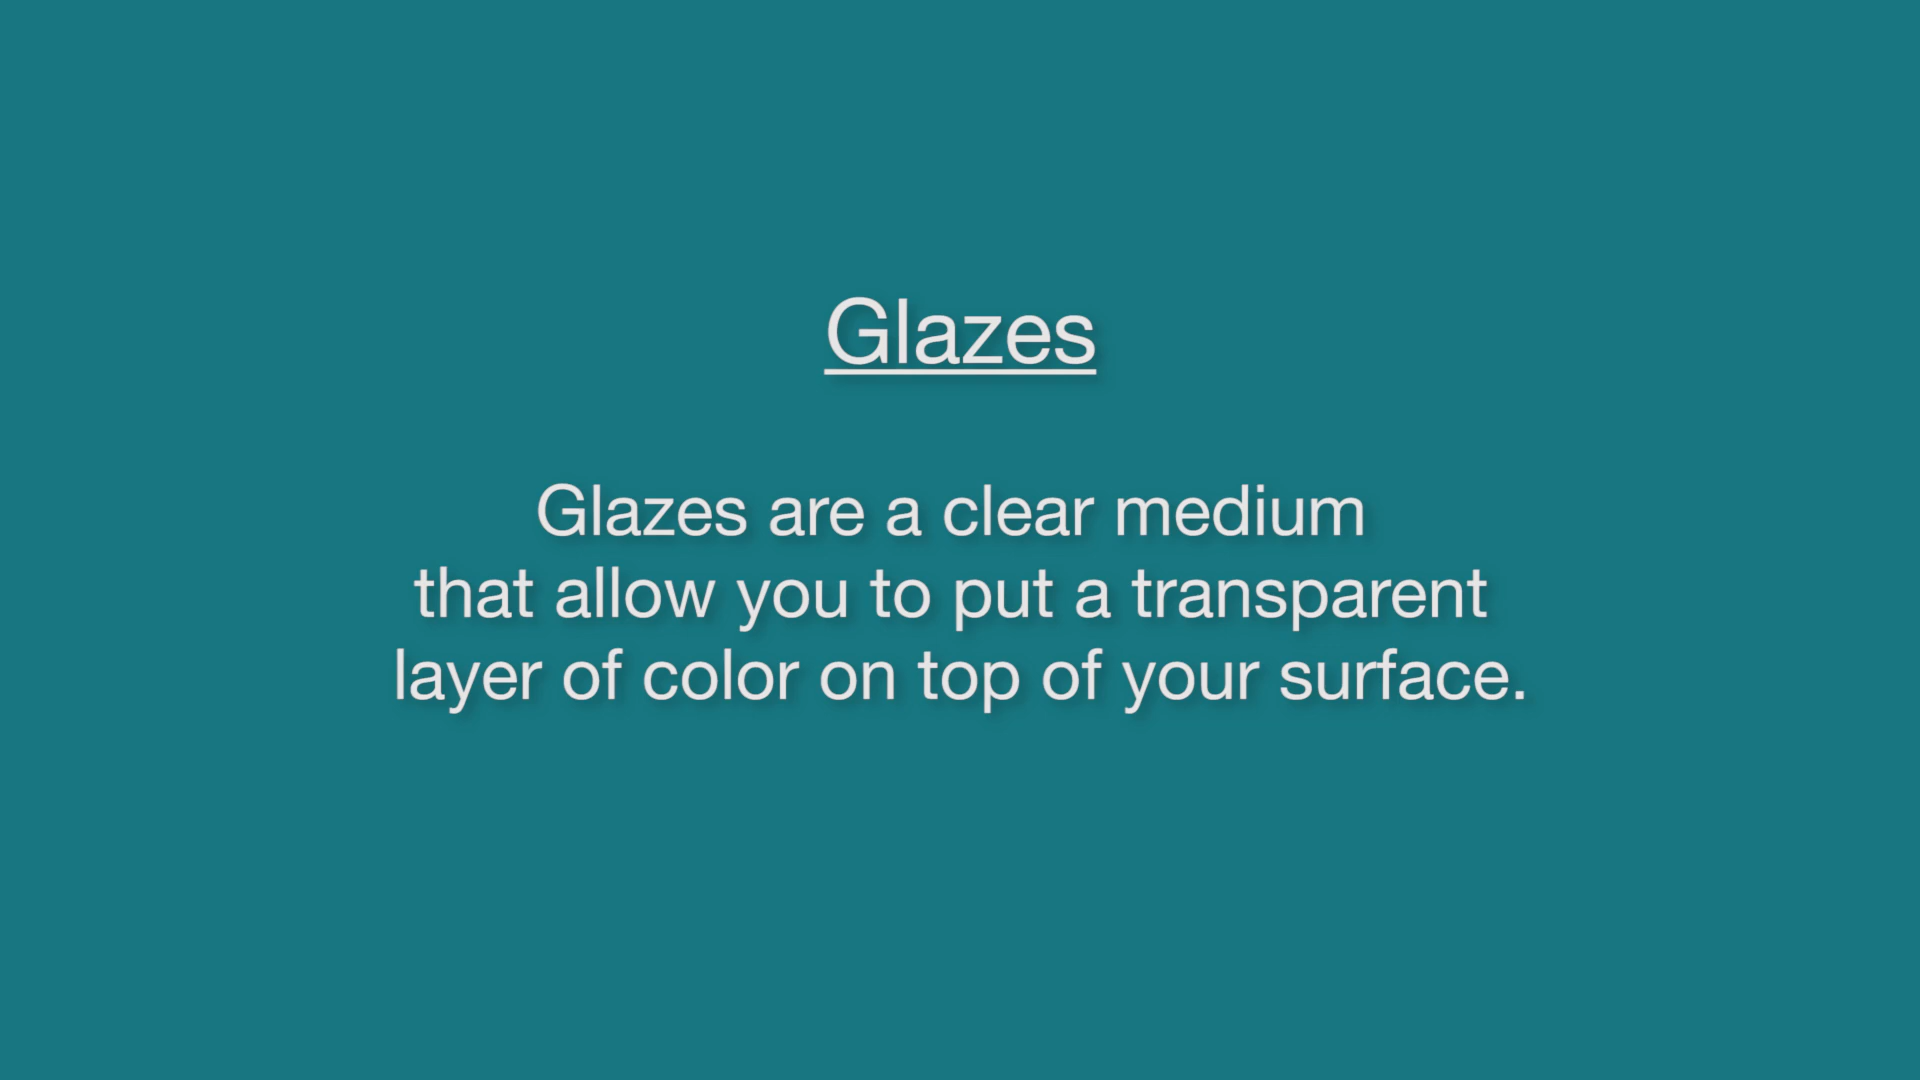 Glazes
Glazes are a clear medium
that allow you to put a transparent
layer of color on top of your surface.